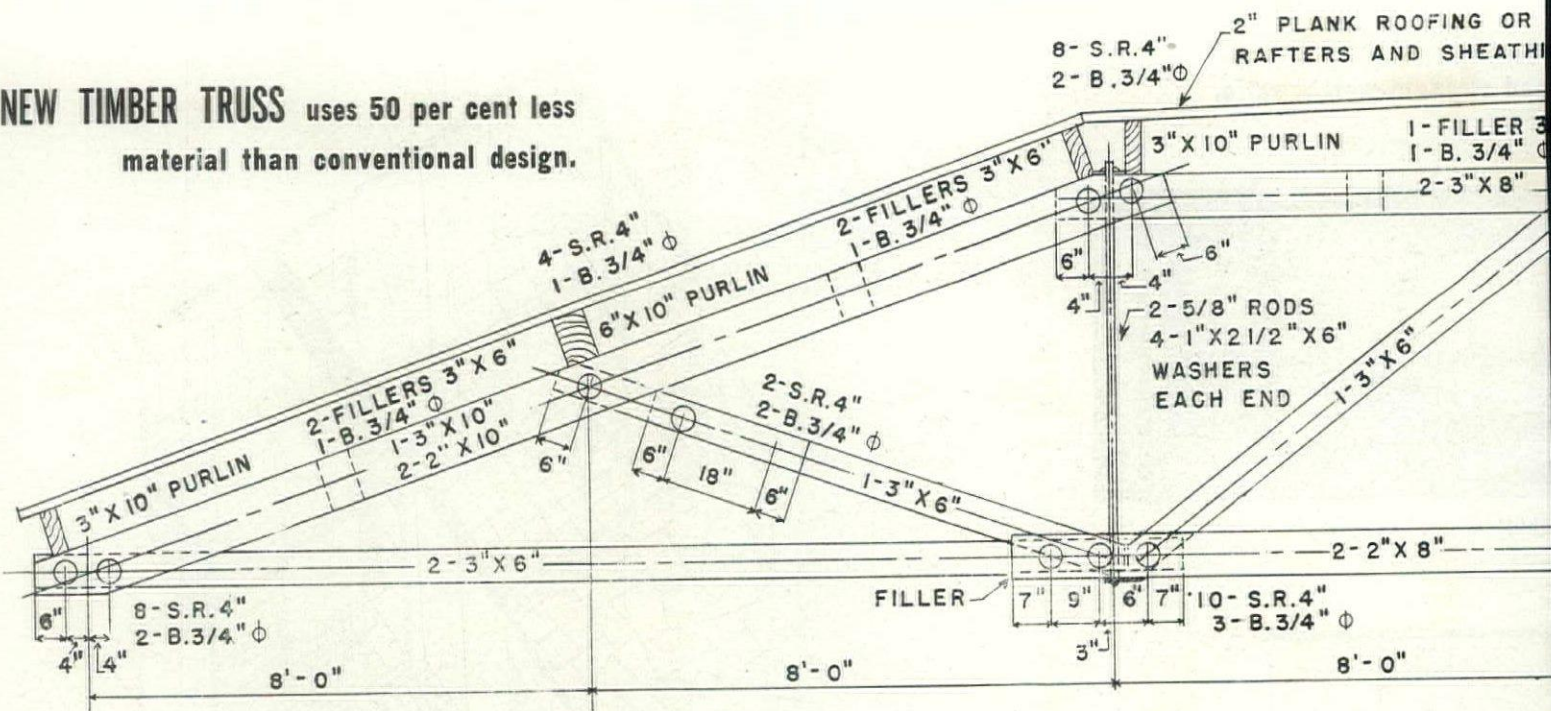 NEW TIMBER TRUSS uses 50 per cent less
material than conventional design.
8- S.R.4"
2- B.3/4"Φ
2" PLANK ROOFING OR
RAFTERS AND SHEATHI
3"X10" PURLIN
1-FILLER 3
1-B. 3/4" Φ
2-3"X8"
2-FILLERS 3"X6"
1-B.3/4" Φ
4-S.R.4"
1-B.3/4" Φ
6"X10" PURLIN
6"
4"
4"
6"
2-5/8" RODS
4-1"X2 1/2"X6"
WASHERS
EACH END
1-3"X6"
2-FILLERS 3"X6"
1-B.3/4" Φ
1-3"X10"
2-2"X10"
3"X10" PURLIN
2-S.R.4"
2-B.3/4" Φ
6"
6"
18"
6"
1-3"X6"
2-3"X6"
2-2"X8"
FILLER
7"
9"
6"
7"
3"
10- S.R.4"
3-B.3/4" Φ
6"
4"
4"
8-S.R.4"
2-B.3/4" Φ
8'-0"
8'-0"
8'-0"